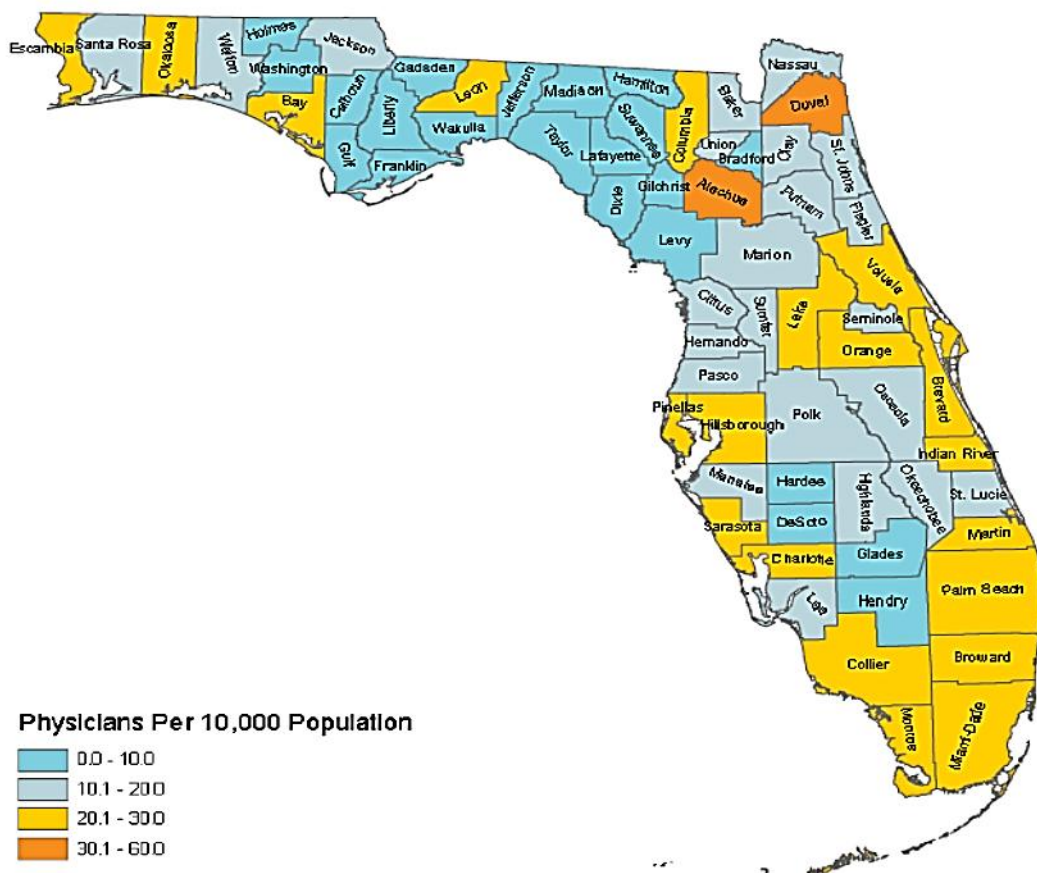 Escambia
Santa Rosa
Okaloosa
Walton
Holmes
Washington
Jackson
Bay
Calhoun
Gulf
Liberty
Franklin
Gadsden
Leon
Wakulla
Jefferson
Madison
Taylor
Hamilton
Suwannee
Lafayette
Dixie
Columbia
Gilchrist
Levy
Baker
Union
Bradford
Alachua
Nassau
Duval
Clay
St. Johns
Putnam
Flagler
Marion
Volusia
Citrus
Sumter
Lake
Seminole
Hernando
Orange
Pasco
Brevard
Pinellas
Hillsborough
Polk
Osceola
Indian River
Manatee
Hardee
Highlands
Okeechobee
St. Lucie
Sarasota
DeSoto
Martin
Charlotte
Glades
Palm Beach
Lee
Hendry
Collier
Broward
Monroe
Miami-Dade
Physicians Per 10,000 Population
0.0 - 10.0
10.1 - 20.0
20.1 - 30.0
30.1 - 60.0